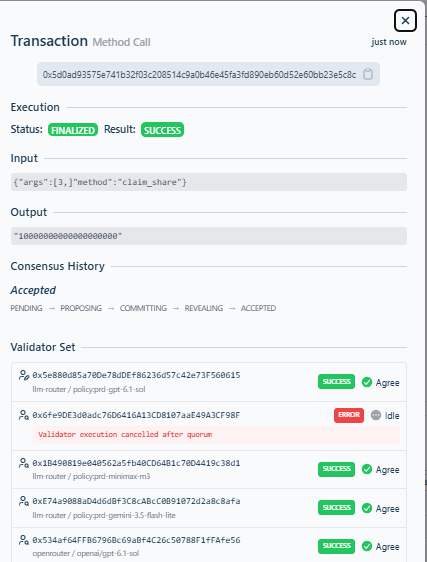 Transaction Method Call
just now
0x5d0ad93575e741b32f03c208514c9a0b46e45fa3fd890eb60d52e60bb23e5c8c
Execution
Status: FINALIZED Result: SUCCESS
Input
{"args":[3,]"method":"claim_share"}
Output
"10000000000000000000"
Consensus History
Accepted
PENDING → PROPOSING → COMMITTING → REVEALING → ACCEPTED
Validator Set
0x5e880d85a70De78dDEf86236d57c42e73F560615
llm-router / policy:prd-gpt-6.1-sol
SUCCESS Agree
0x6fe9DE3d0adc76D6416A13CD8107aaE49A3CF98F
ERROR Idle
Validator execution cancelled after quorum
0x1B490819e040562a5fb40CD64B1c70D4419c38d1
llm-router / policy:prd-minimax-m3
SUCCESS Agree
0xE74a9088aD4d6dBf3C8cABcC0B91072d2a8c8afa
llm-router / policy:prd-gemini-3.5-flash-lite
SUCCESS Agree
0x534af64FFB6796Bc69aBf4C26c50788F1fFAfe56
openrouter / openai/gpt-6.1-sol
SUCCESS Agree